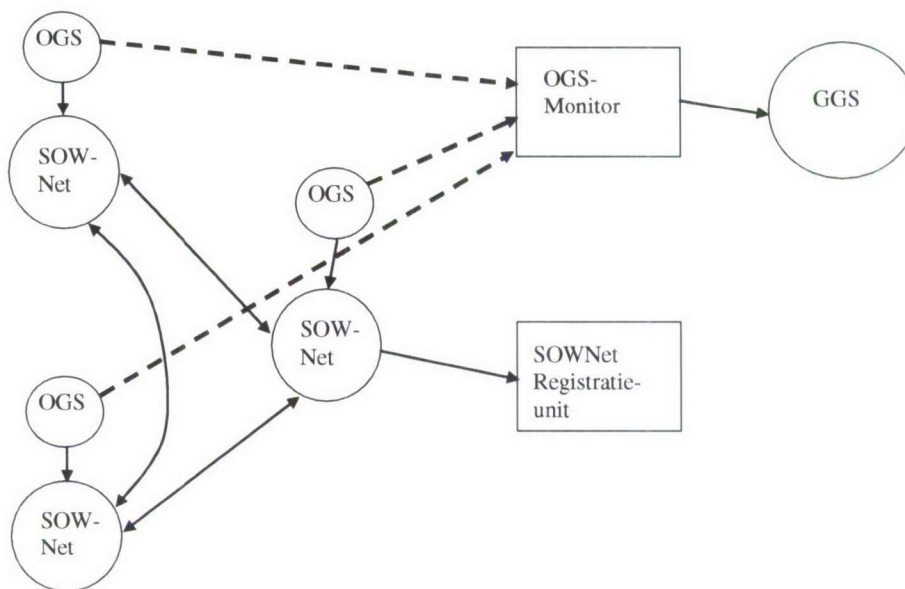 OGS
SOW-
Net
OGS-
Monitor
GGS
OGS
SOW-
Net
SOWNet
Registratie-
unit
OGS
SOW-
Net